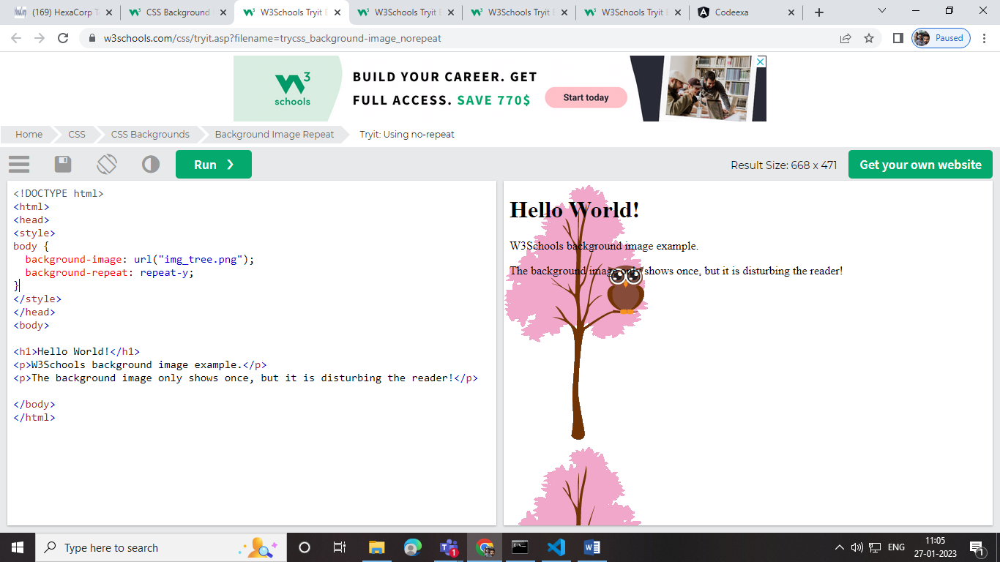 (169) HexaCorp T
CSS Background
W3Schools Tryit E
W3Schools Tryit E
W3Schools Tryit E
W3Schools Tryit E
Codeexa
w3schools.com/css/tryit.asp?filename=trycss_background-image_norepeat
Paused
3
schools
BUILD YOUR CAREER. GET
FULL ACCESS. SAVE 770$
Start today
Home
CSS
CSS Backgrounds
Background Image Repeat
Tryit: Using no-repeat
Run ❯
Result Size: 668 x 471
Get your own website
<!DOCTYPE html>
<html>
<head>
<style>
body {
  background-image: url("img_tree.png");
  background-repeat: repeat-y;
}
</style>
</head>
<body>
<h1>Hello World!</h1>
<p>W3Schools background image example.</p>
<p>The background image only shows once, but it is disturbing the reader!</p>
</body>
</html>
Hello World!
W3Schools background image example.
The background image only shows once, but it is disturbing the reader!
Type here to search
1
ENG
11:05
27-01-2023
1